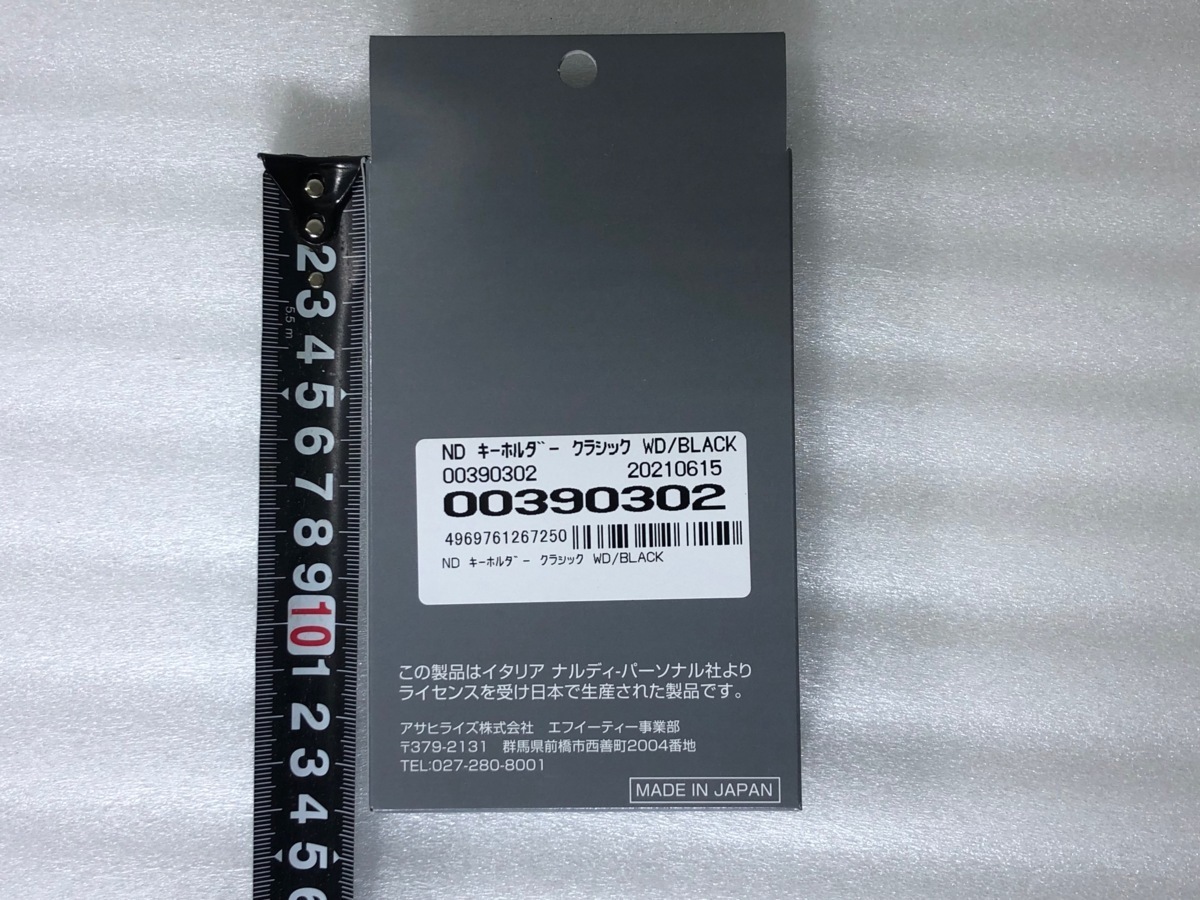 2
3
5.5 m
4
5
6
7
8
9
10
1
2
3
4
5
6
ND キーホルダー クラシック WD/BLACK
00390302 20210615
00390302
4969761267250
ND キーホルダー クラシック WD/BLACK
この製品はイタリア ナルディ-パーソナル社より
ライセンスを受け日本で生産された製品です。
アサヒライズ株式会社 エフイーティー事業部
〒379-2131 群馬県前橋市西善町2004番地
TEL:027-280-8001
MADE IN JAPAN